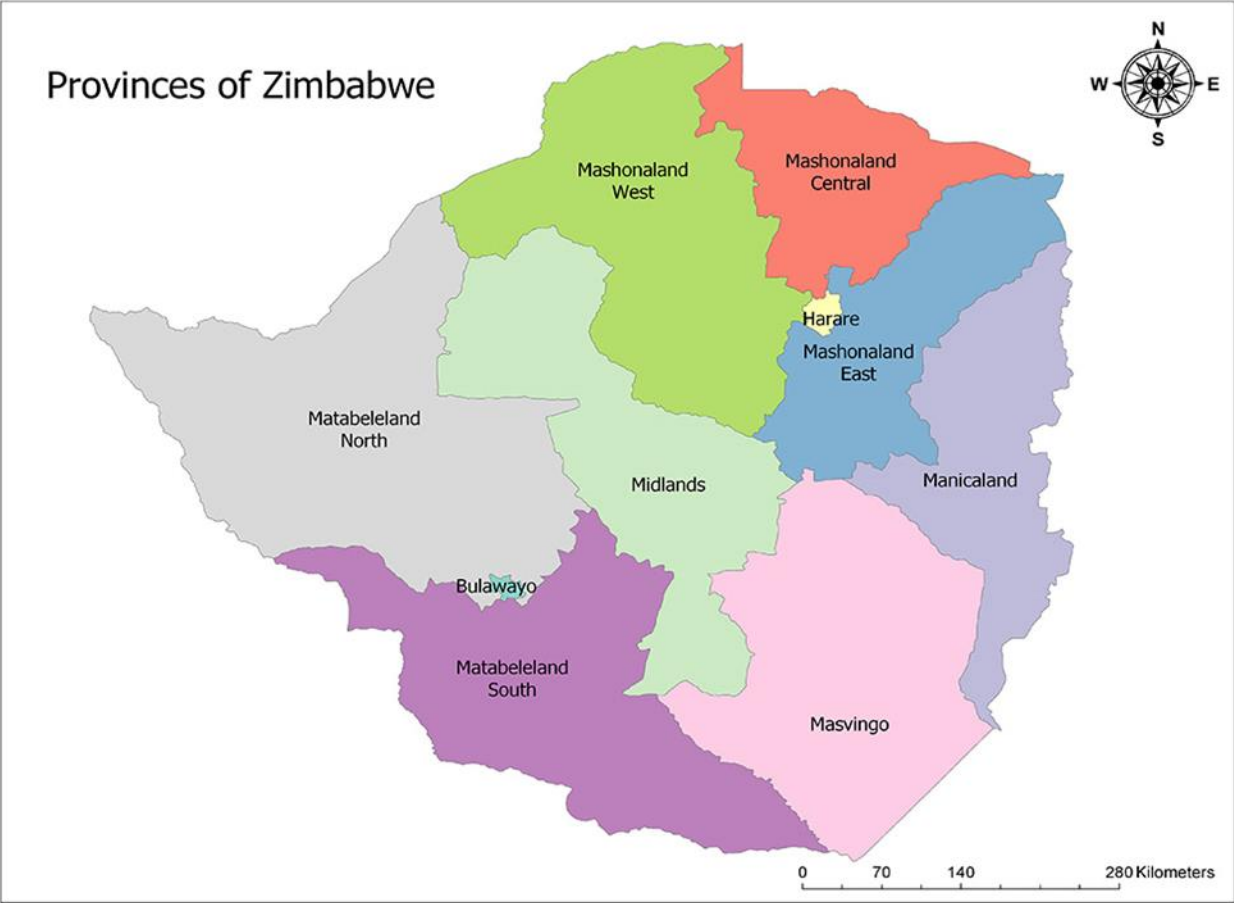 Provinces of Zimbabwe
N
W
E
S
Mashonaland
West
Mashonaland
Central
Harare
Mashonaland
East
Matabeleland
North
Midlands
Manicaland
Bulawayo
Matabeleland
South
Masvingo
0 70 140 280 Kilometers